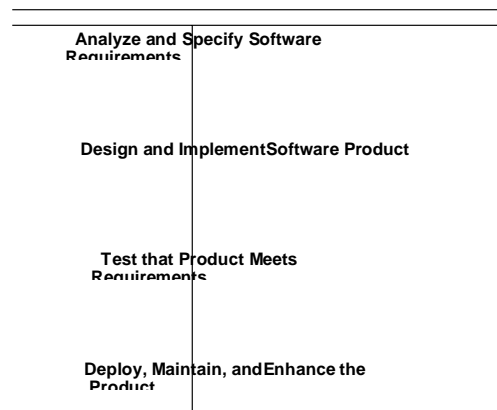 Analyze and Specify Software
Requirements
Design and ImplementSoftware Product
Test that Product Meets
Requirements
Deploy, Maintain, andEnhance the
Product